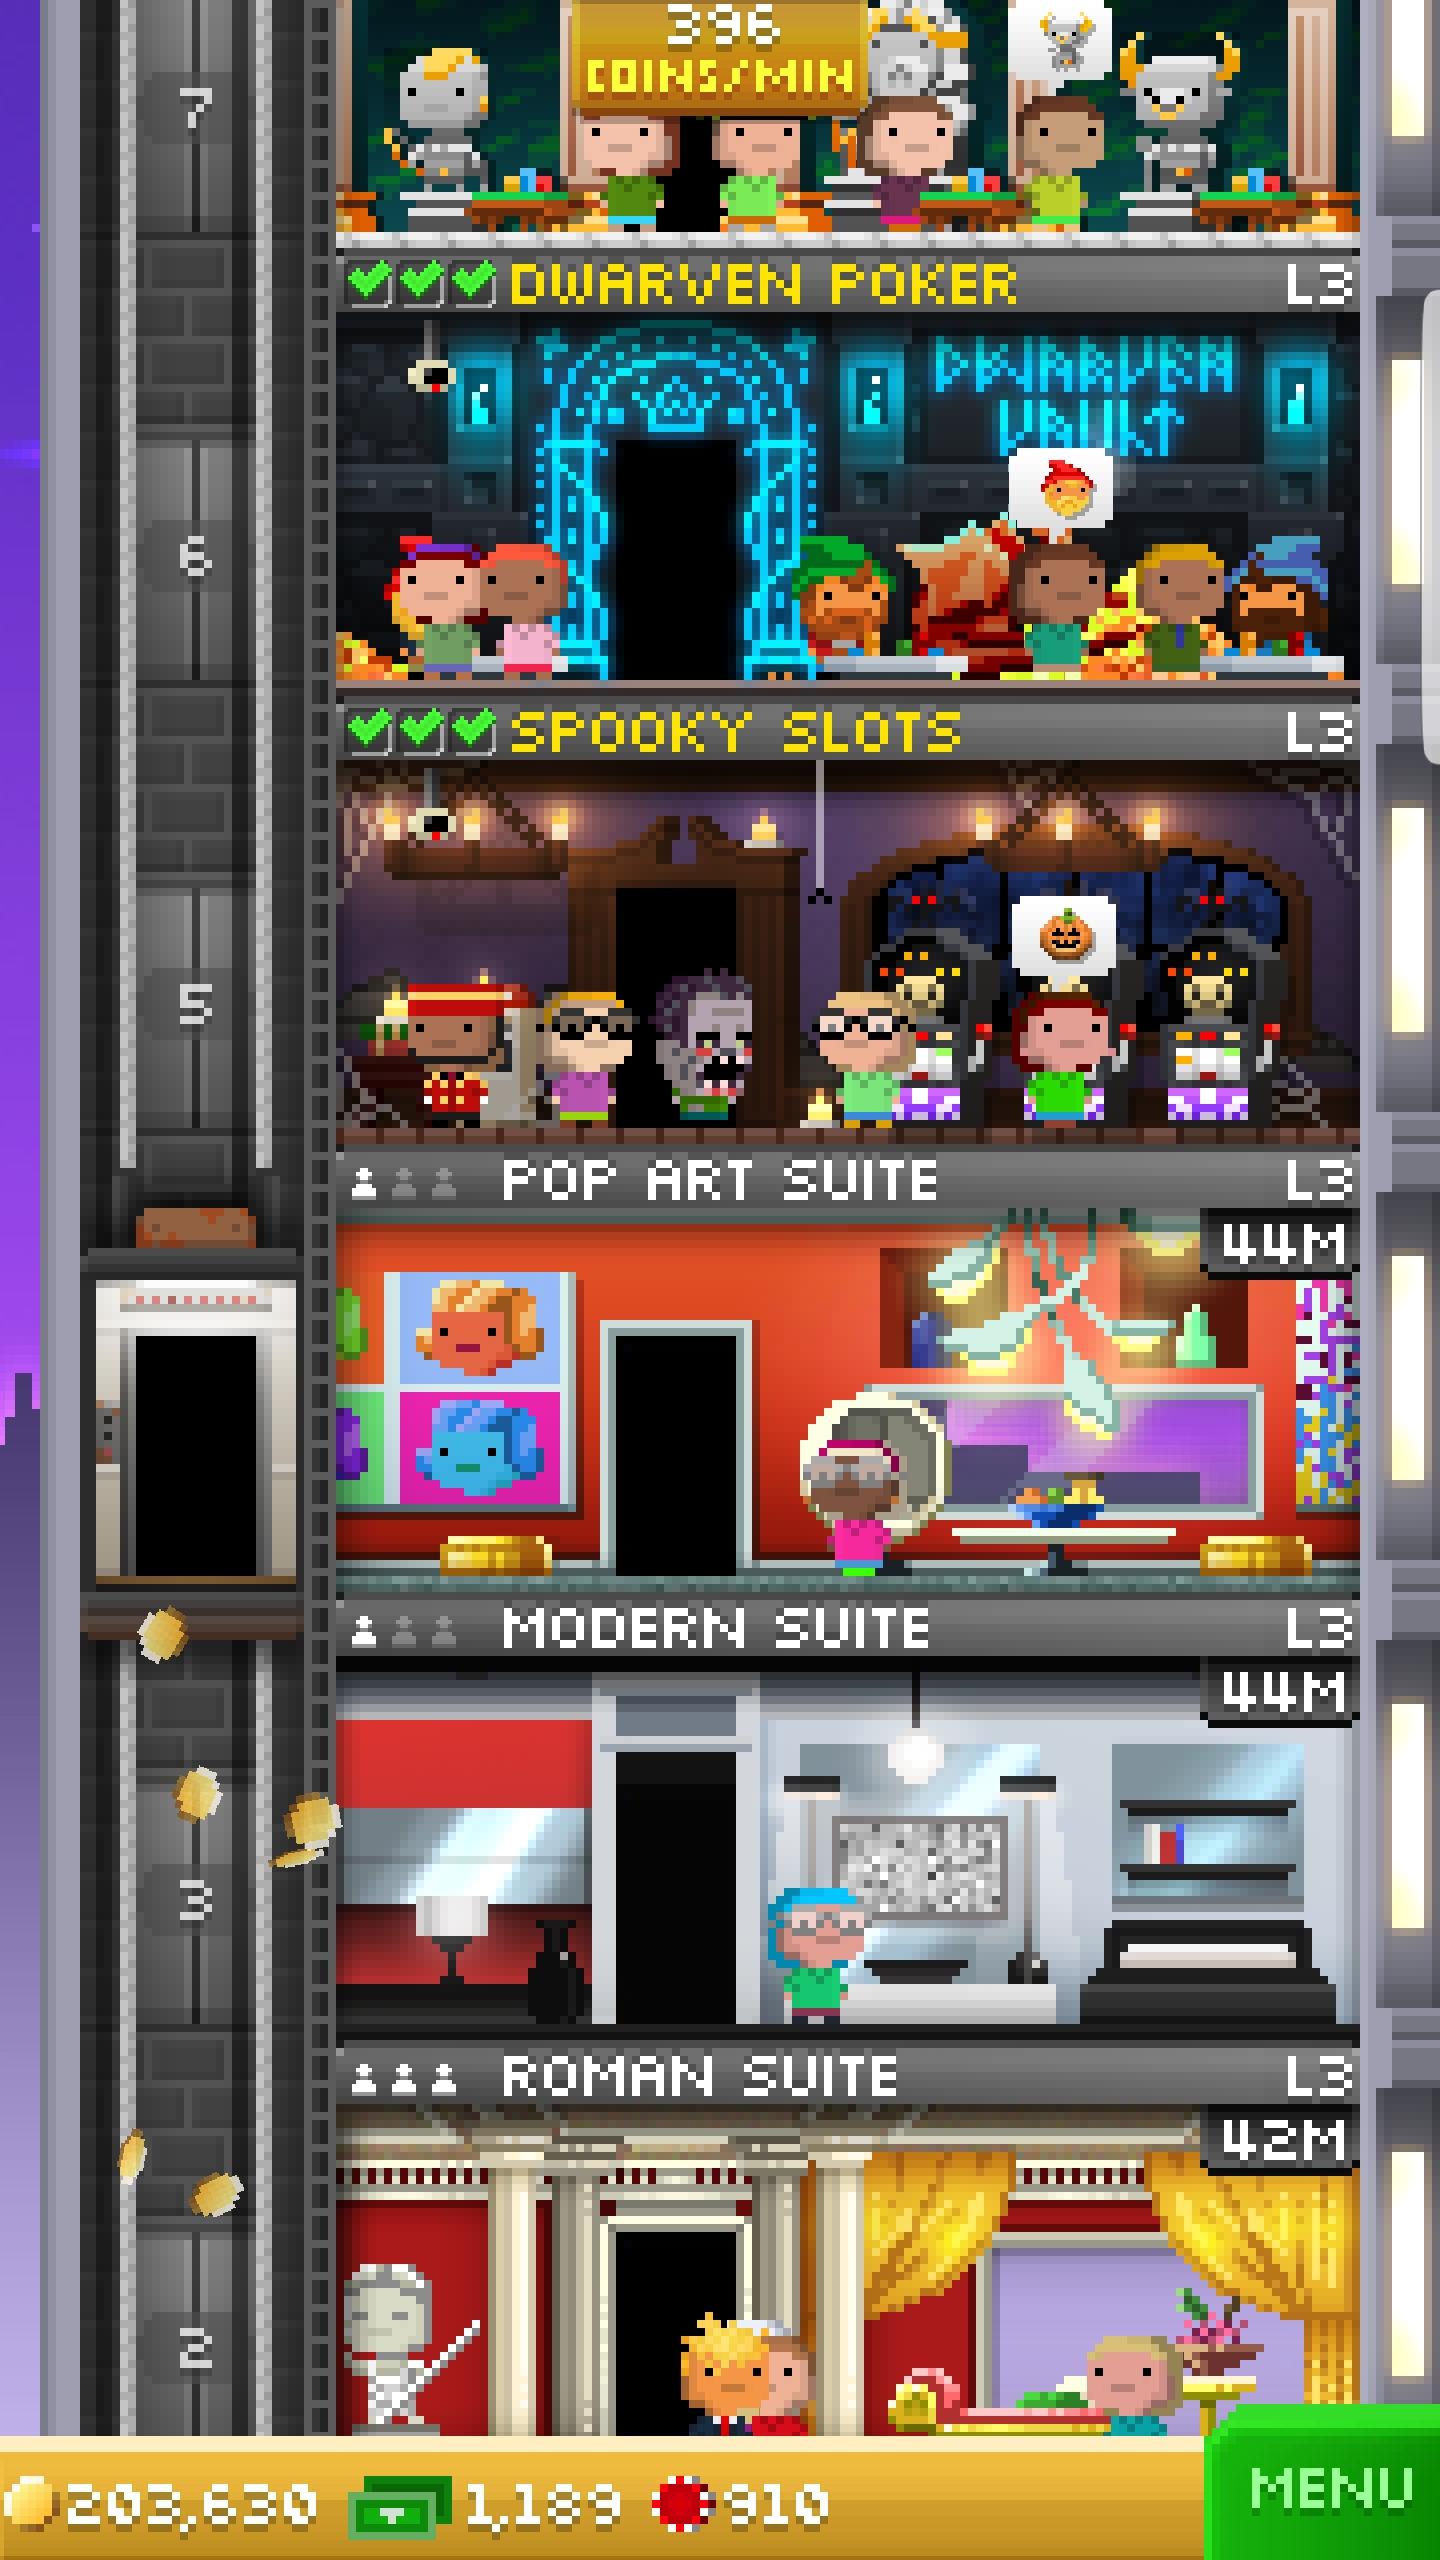 396
COINS/MIN
7
DWARVEN POKER L3
DWARVEN
VAULT
6
SPOOKY SLOTS L3
5
POP ART SUITE L3
44M
MODERN SUITE L3
44M
3
ROMAN SUITE L3
42M
2
203,630 1,189 910
MENU